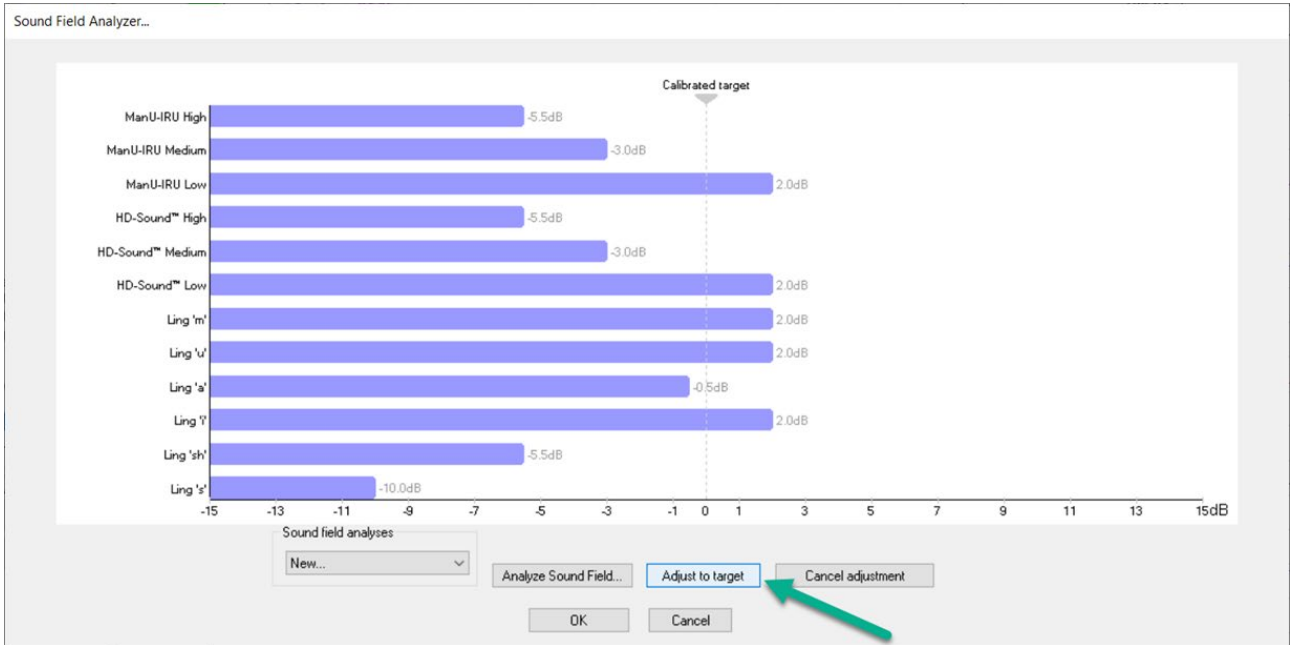 Sound Field Analyzer...
Calibrated target
ManU-IRU High -5.5dB
ManU-IRU Medium -3.0dB
ManU-IRU Low 2.0dB
HD-Sound™ High -5.5dB
HD-Sound™ Medium -3.0dB
HD-Sound™ Low 2.0dB
Ling 'm' 2.0dB
Ling 'u' 2.0dB
Ling 'a' -0.5dB
Ling 'i' 2.0dB
Ling 'sh' -5.5dB
Ling 's' -10.0dB
-15 -13 -11 -9 -7 -5 -3 -1 0 1 3 5 7 9 11 13 15dB
Sound field analyses
New...
Analyze Sound Field... Adjust to target Cancel adjustment
OK Cancel